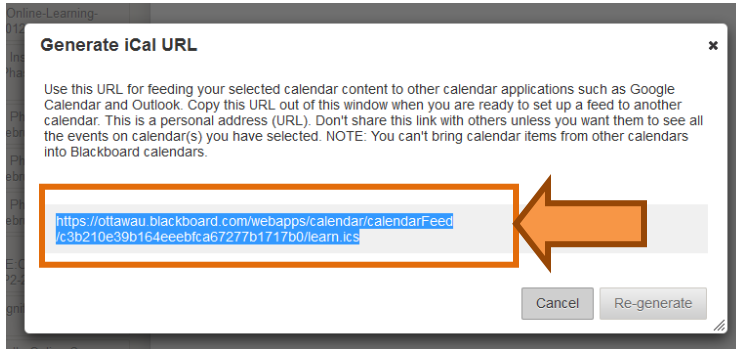 Online-Learning-
Generate iCal URL
Use this URL for feeding your selected calendar content to other calendar applications such as Google
Calendar and Outlook. Copy this URL out of this window when you are ready to set up a feed to another
calendar. This is a personal address (URL). Don't share this link with others unless you want them to see all
the events on calendar(s) you have selected. NOTE: You can't bring calendar items from other calendars
into Blackboard calendars.
https://ottawau.blackboard.com/webapps/calendar/calendarFeed
/c3b210e39b164eeebfca67277b1717b0/learn.ics
Cancel Re-generate